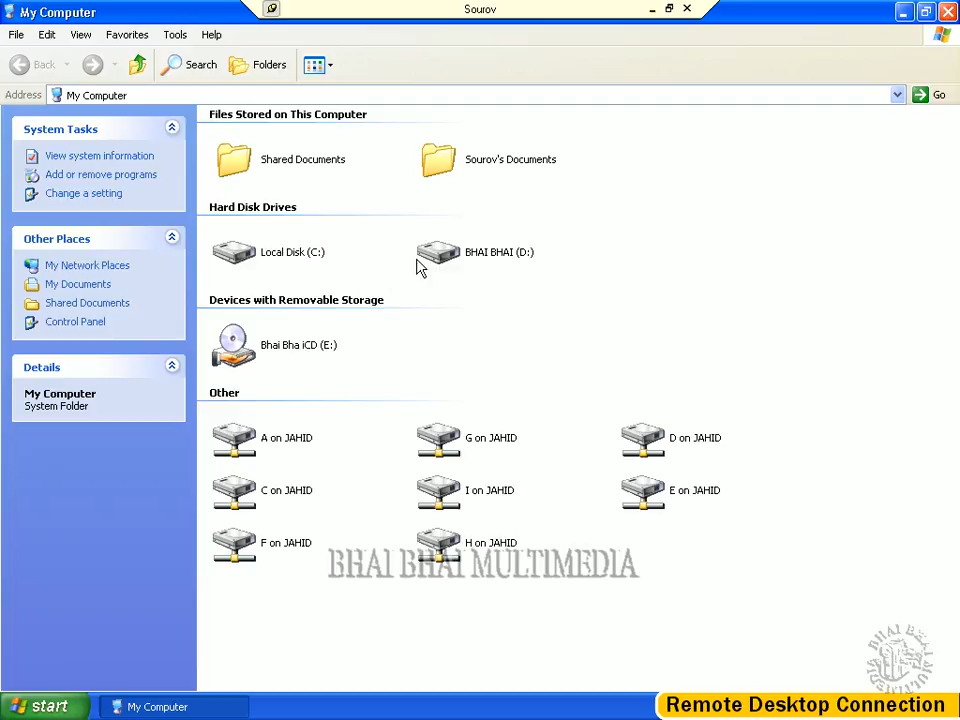 My Computer
Sourov
File Edit View Favorites Tools Help
Back Search Folders
Address My Computer Go
System Tasks
View system information
Add or remove programs
Change a setting
Other Places
My Network Places
My Documents
Shared Documents
Control Panel
Details
My Computer
System Folder
Files Stored on This Computer
Shared Documents Sourov's Documents
Hard Disk Drives
Local Disk (C:) BHAI BHAI (D:)
Devices with Removable Storage
Bhai Bha iCD (E:)
Other
A on JAHID G on JAHID D on JAHID
C on JAHID I on JAHID E on JAHID
F on JAHID H on JAHID
BHAI BHAI MULTIMEDIA
start My Computer
Remote Desktop Connection